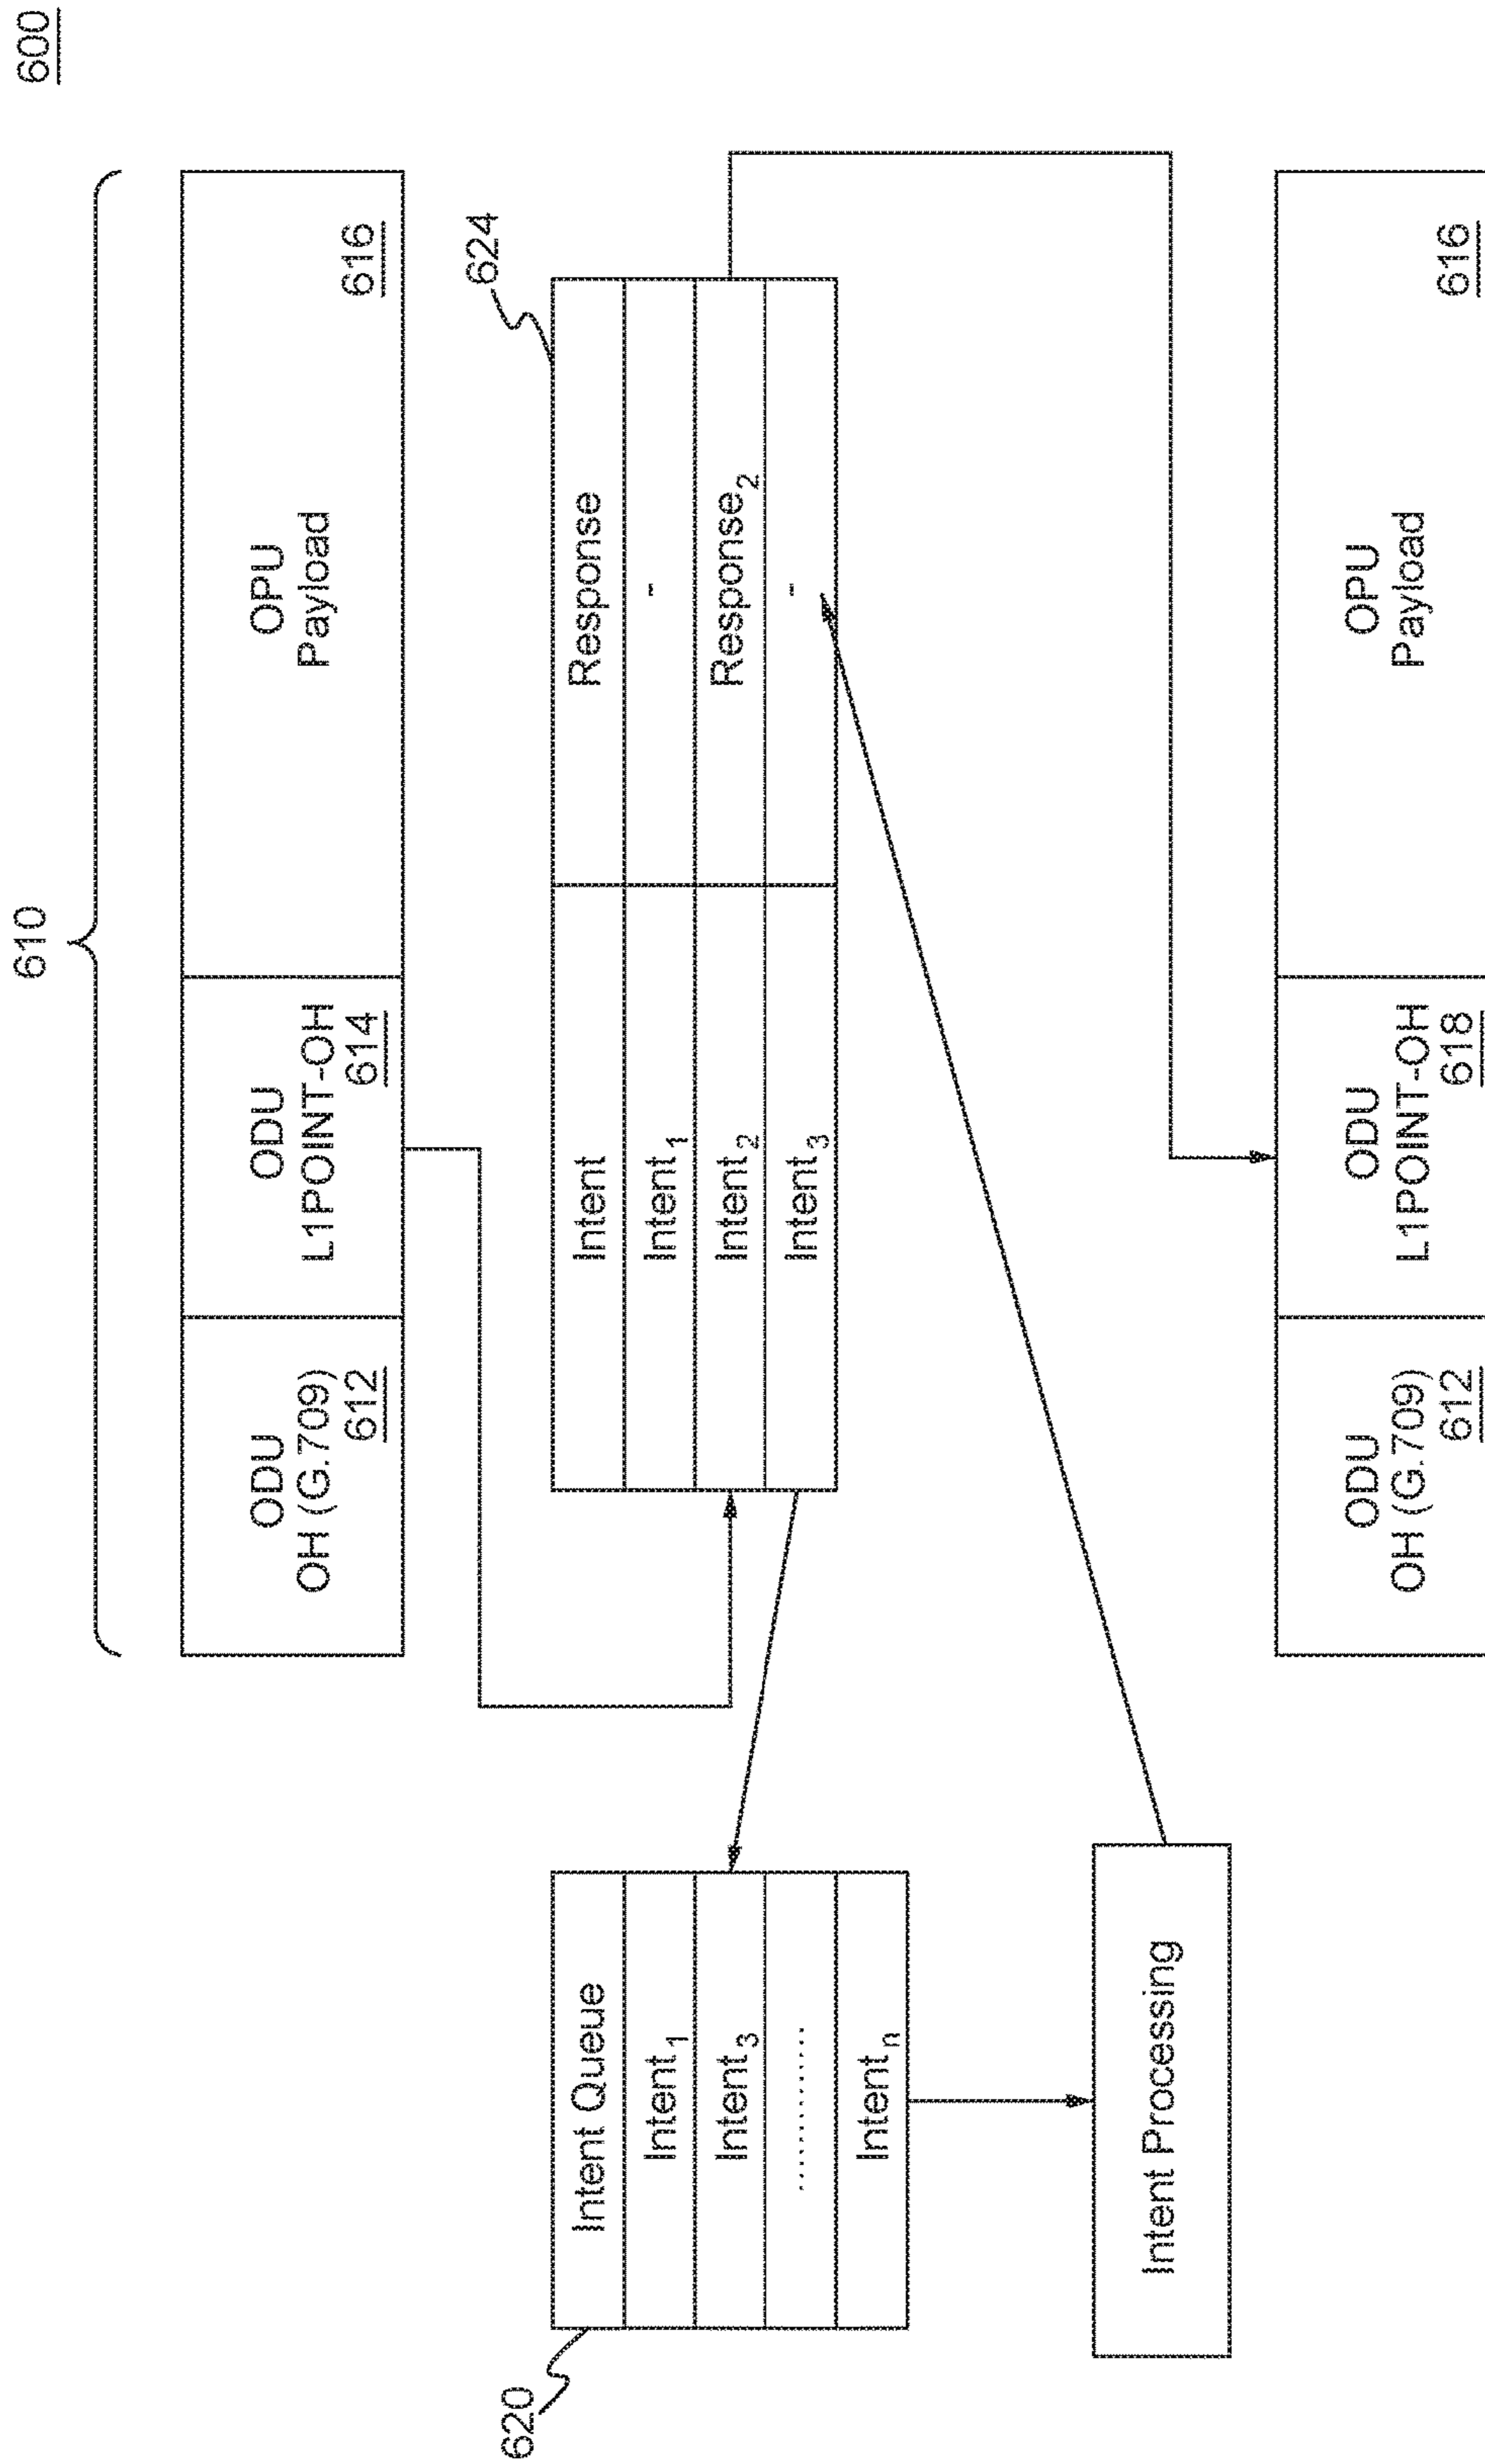 600
610
ODU
OH (G.709)
612
ODU
L1POINT-OH
614
OPU
Payload
616
624
Intent
Response
Intent1
-
Intent2
Response2
Intent3
-
620
Intent Queue
Intent1
Intent3
..........
Intentn
Intent Processing
ODU
OH (G.709)
612
ODU
L1POINT-OH
618
OPU
Payload
616